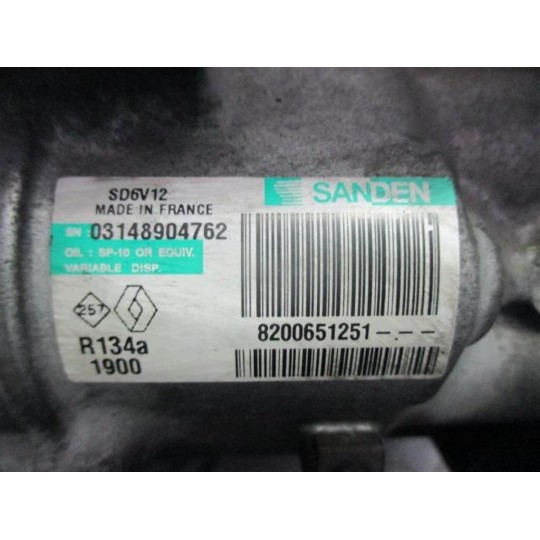 SD6V12
MADE IN FRANCE
SANDEN
SN 03148904762
OIL : SP-10 OR EQUIV.
VARIABLE DISP.
257
R134a
1900
8200651251-.--